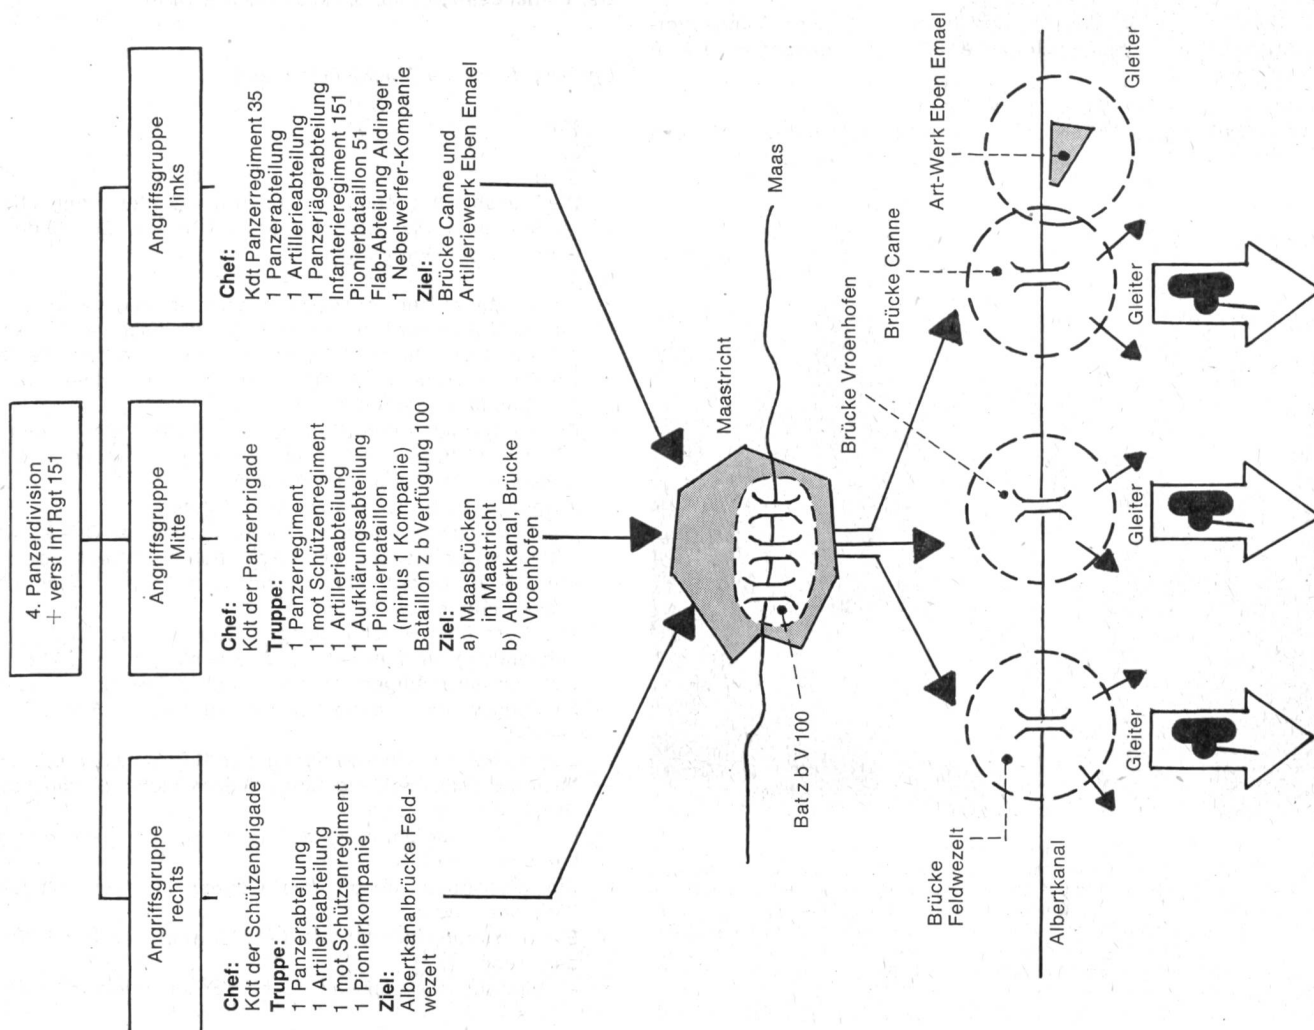 4. Panzerdivision
+ verst Inf Rgt 151
Angriffsgruppe
rechts
Chef:
Kdt der Schützenbrigade
Truppe:
1 Panzerabteilung
1 Artillerieabteilung
1 mot Schützenregiment
1 Pionierkompanie
Ziel:
Albertkanalbrücke Feld-
wezelt
Angriffsgruppe
Mitte
Chef:
Kdt der Panzerbrigade
Truppe:
1 Panzerregiment
1 mot Schützenregiment
1 Artillerieabteilung
1 Aufklärungsabteilung
1 Pionierbataillon
(minus 1 Kompanie)
Bataillon z b Verfügung 100
Ziel:
a) Maasbrücken
in Maastricht
b) Albertkanal, Brücke
Vroenhofen
Angriffsgruppe
links
Chef:
Kdt Panzerregiment 35
1 Panzerabteilung
1 Artillerieabteilung
1 Panzerjägerabteilung
Infanterieregiment 151
Pionierbataillon 51
Flab-Abteilung Aldinger
1 Nebelwerfer-Kompanie
Ziel:
Brücke Canne und
Artilleriewerk Eben Emael
Maastricht
Maas
Bat z b V 100
Brücke Vroenhofen
Brücke Canne
Art-Werk Eben Emael
Brücke
Feldwezelt
Albertkanal
Gleiter
Gleiter
Gleiter
Gleiter